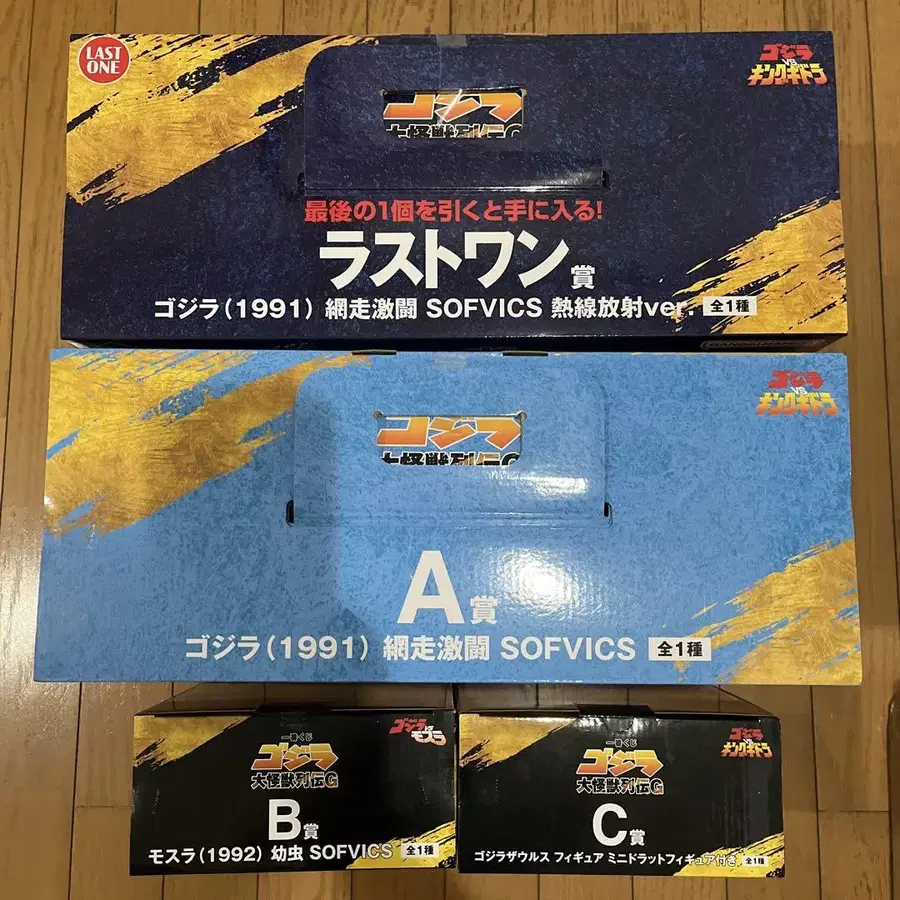 LAST
ONE
ゴジラ
VS
キングギドラ
ゴジラ
大怪獣列伝G
最後の1個を引くと手に入る!
ラストワン賞
ゴジラ(1991) 網走激闘 SOFVICS 熱線放射ver. 全1種
ゴジラ
VS
キングギドラ
ゴジラ
大怪獣列伝G
A賞
ゴジラ(1991) 網走激闘 SOFVICS 全1種
ゴジラ
VS
モスラ
一番くじ
ゴジラ
大怪獣列伝G
B賞
モスラ(1992) 幼虫 SOFVICS 全1種
ゴジラ
VS
キングギドラ
一番くじ
ゴジラ
大怪獣列伝G
C賞
ゴジラザウルス フィギュア ミニドラットフィギュア付き 全1種